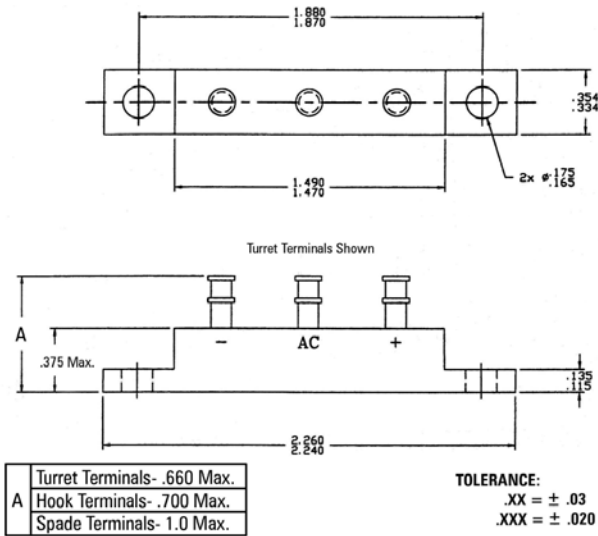 1.880
1.870
.354
.334
2x ø.175
.165
1.490
1.470
Turret Terminals Shown
A
.375 Max.
−
AC
+
.135
.115
2.260
2.240
A
Turret Terminals- .660 Max.
Hook Terminals- .700 Max.
Spade Terminals- 1.0 Max.
TOLERANCE:
.XX = ± .03
.XXX = ± .020